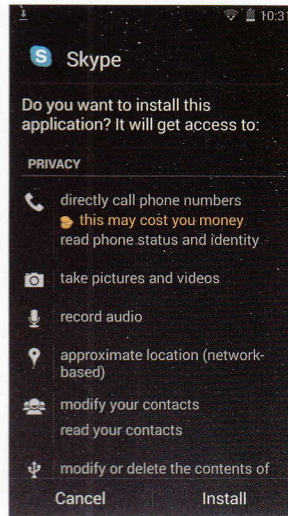 10:31
Skype
Do you want to install this
application? It will get access to:
PRIVACY
directly call phone numbers
this may cost you money
read phone status and identity
take pictures and videos
record audio
approximate location (network-
based)
modify your contacts
read your contacts
modify or delete the contents of
Cancel Install